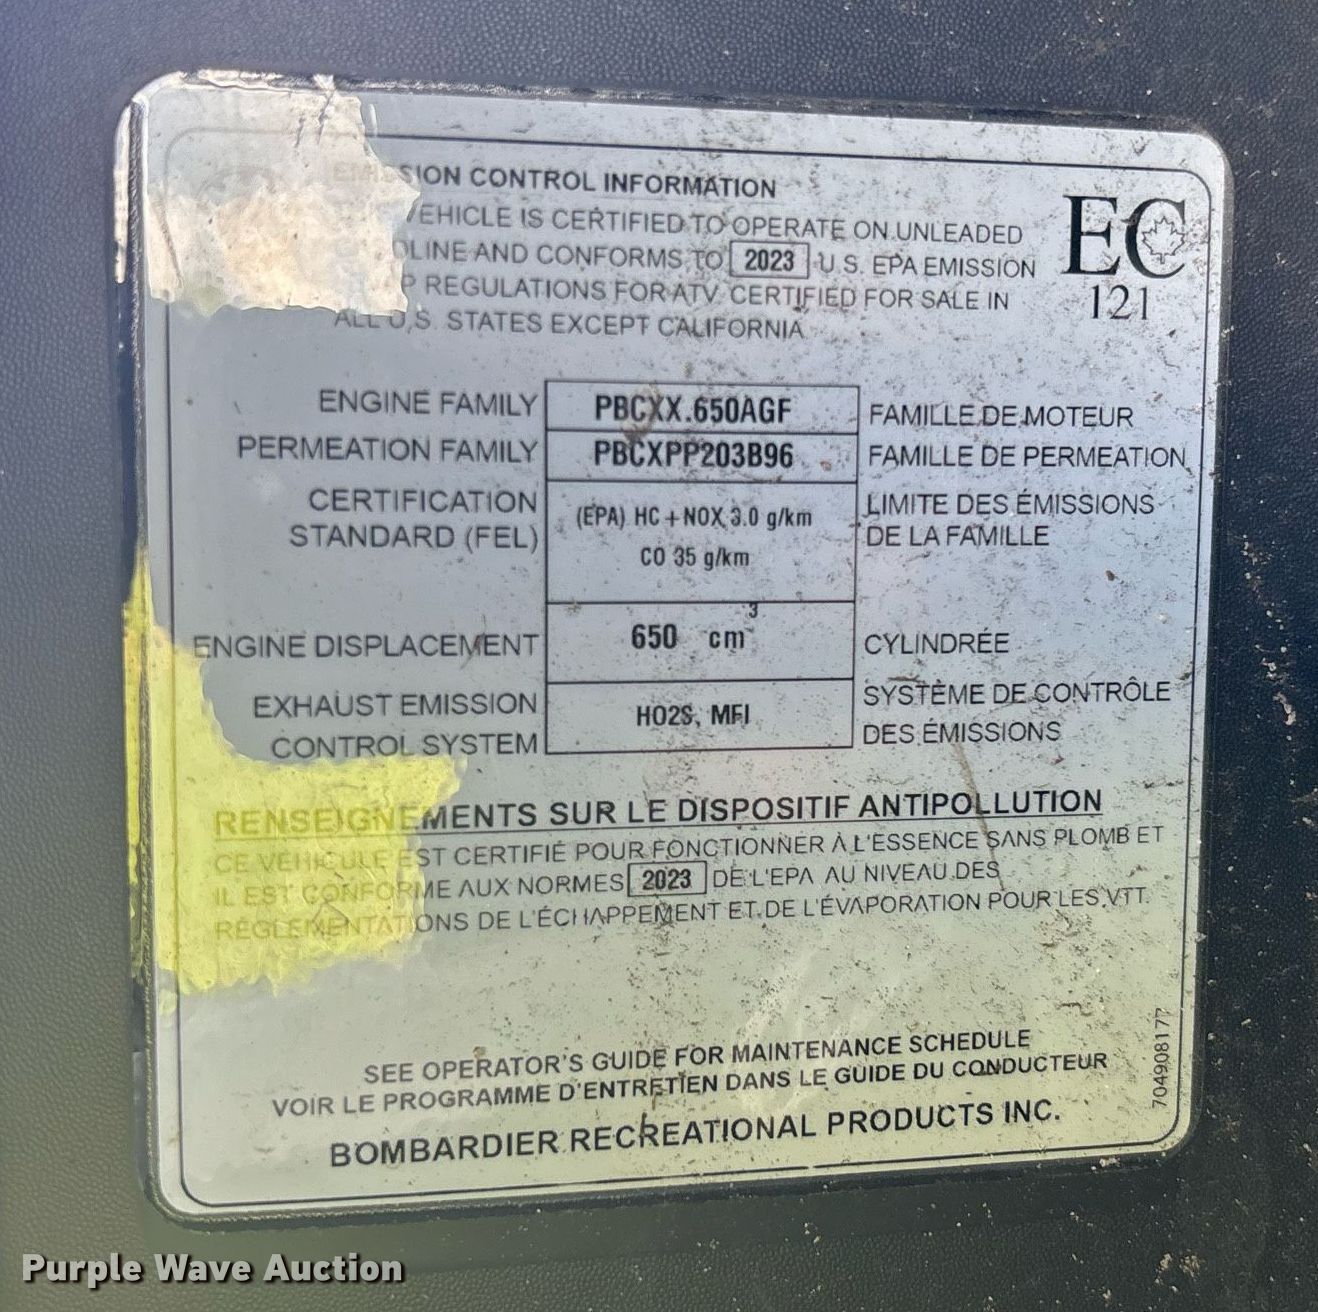 EMISSION CONTROL INFORMATION
VEHICLE IS CERTIFIED TO OPERATE ON UNLEADED
OLINE AND CONFORMS TO 2023 U.S. EPA EMISSION
P REGULATIONS FOR ATV CERTIFIED FOR SALE IN
ALL U.S. STATES EXCEPT CALIFORNIA
EC
121
ENGINE FAMILY PBCXX.650AGF FAMILLE DE MOTEUR
PERMEATION FAMILY PBCXPP203B96 FAMILLE DE PERMEATION
CERTIFICATION STANDARD (FEL) (EPA) HC+NOX 3.0 g/km CO 35 g/km LIMITE DES ÉMISSIONS DE LA FAMILLE
ENGINE DISPLACEMENT 650 cm³ CYLINDRÉE
EXHAUST EMISSION CONTROL SYSTEM HO2S, MFI SYSTÈME DE CONTRÔLE DES ÉMISSIONS
RENSEIGNEMENTS SUR LE DISPOSITIF ANTIPOLLUTION
CE VÉHICULE EST CERTIFIÉ POUR FONCTIONNER À L'ESSENCE SANS PLOMB ET
IL EST CONFORME AUX NORMES 2023 DE L'EPA AU NIVEAU DES
RÉGLEMENTATIONS DE L'ÉCHAPPEMENT ET DE L'ÉVAPORATION POUR LES VTT.
SEE OPERATOR'S GUIDE FOR MAINTENANCE SCHEDULE
VOIR LE PROGRAMME D'ENTRETIEN DANS LE GUIDE DU CONDUCTEUR
BOMBARDIER RECREATIONAL PRODUCTS INC.
704908177
Purple Wave Auction